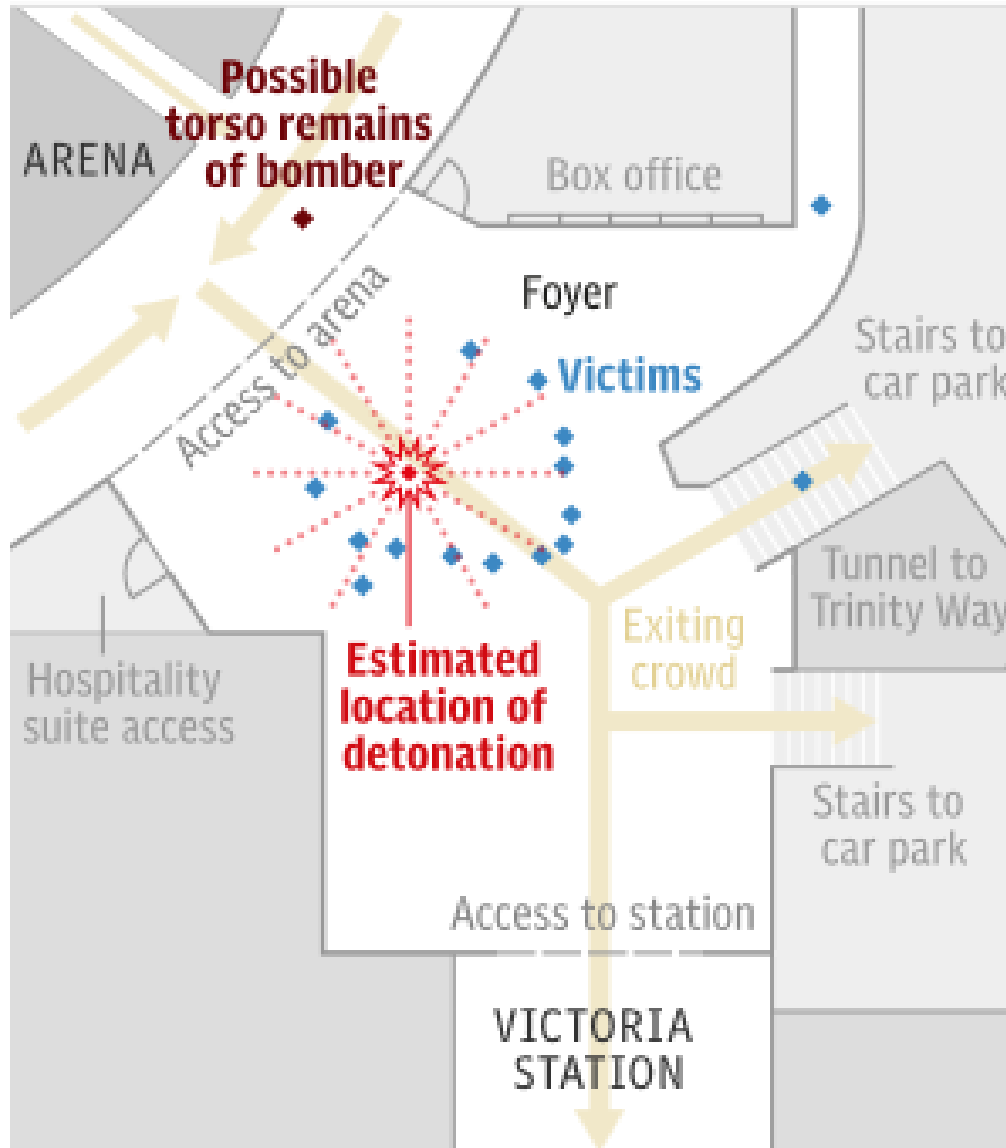 Possible
torso remains
of bomber
ARENA
Box office
Access to arena
Foyer
Victims
Stairs to
car park
Tunnel to
Trinity Way
Exiting
crowd
Hospitality
suite access
Estimated
location of
detonation
Stairs to
car park
Access to station
VICTORIA
STATION